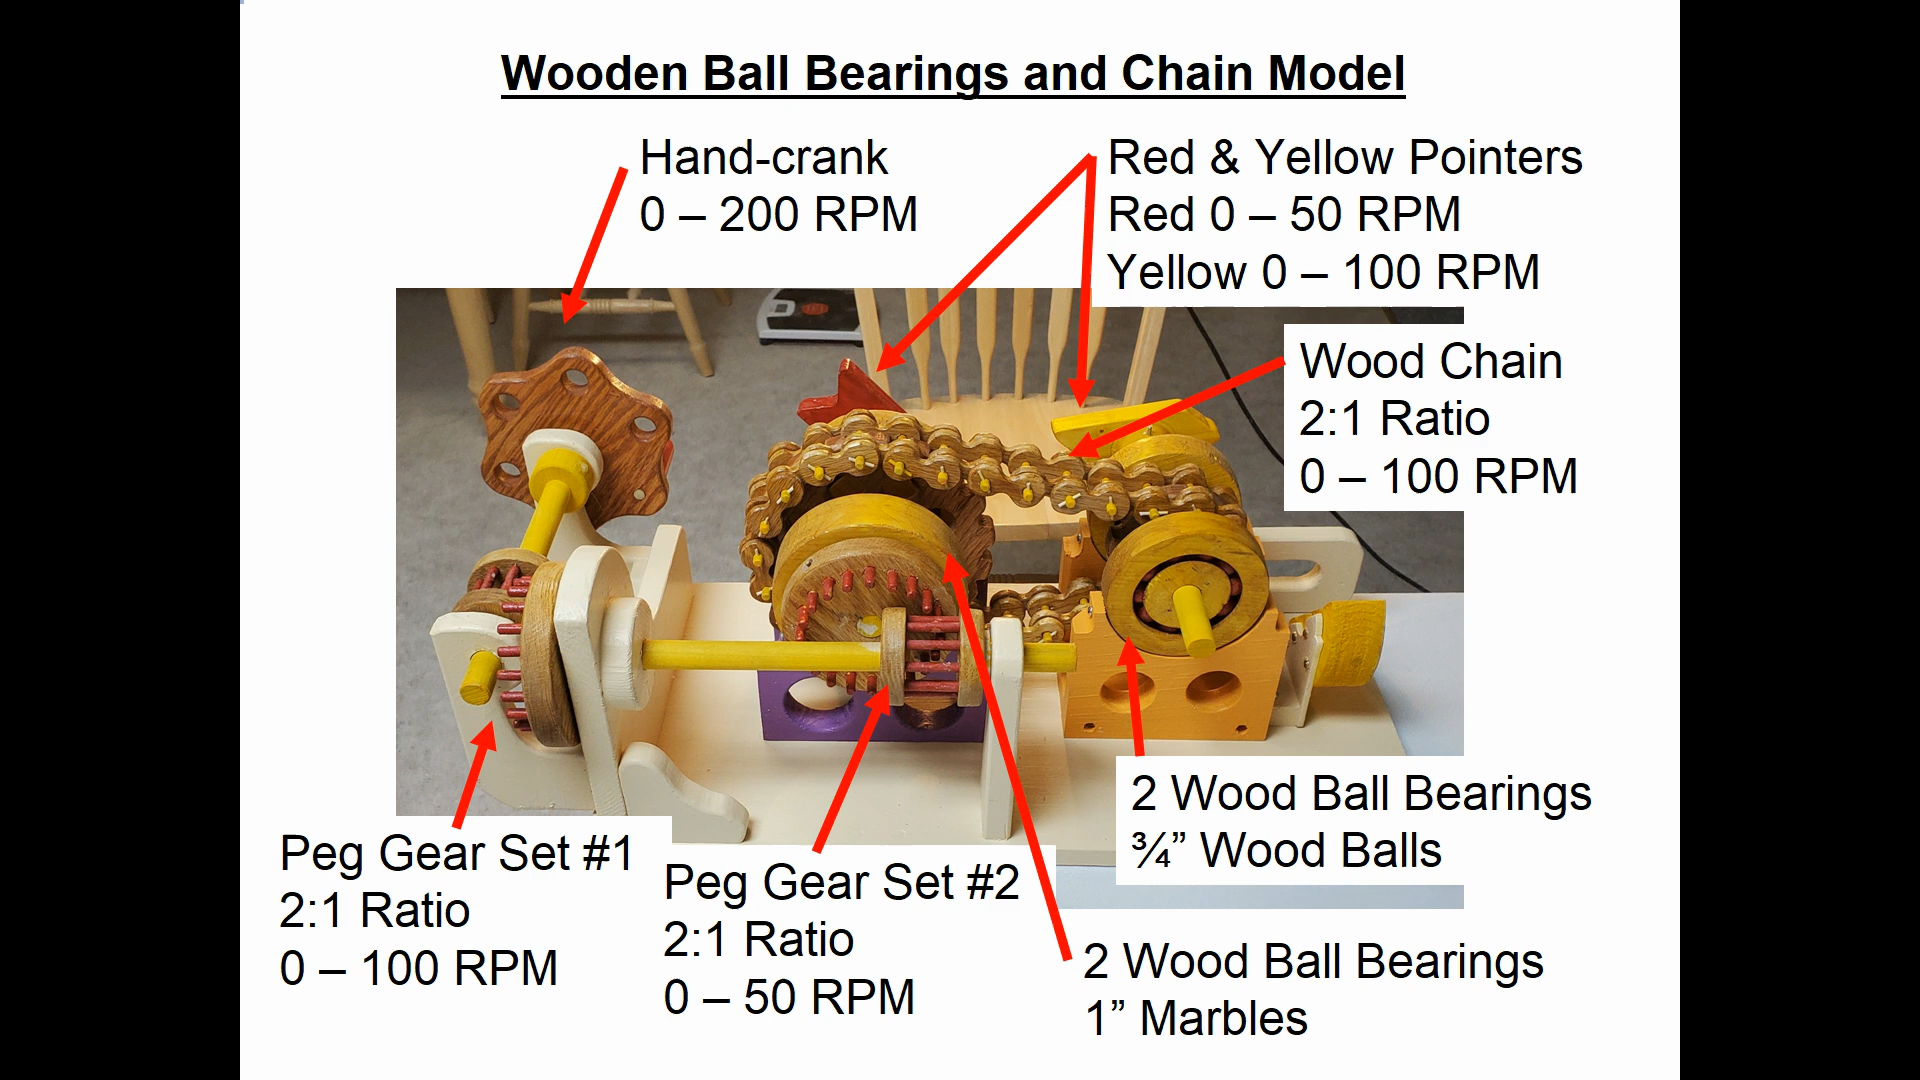 Wooden Ball Bearings and Chain Model
Hand-crank
0 – 200 RPM
Red & Yellow Pointers
Red 0 – 50 RPM
Yellow 0 – 100 RPM
Wood Chain
2:1 Ratio
0 – 100 RPM
2 Wood Ball Bearings
¾” Wood Balls
Peg Gear Set #1
2:1 Ratio
0 – 100 RPM
Peg Gear Set #2
2:1 Ratio
0 – 50 RPM
2 Wood Ball Bearings
1” Marbles